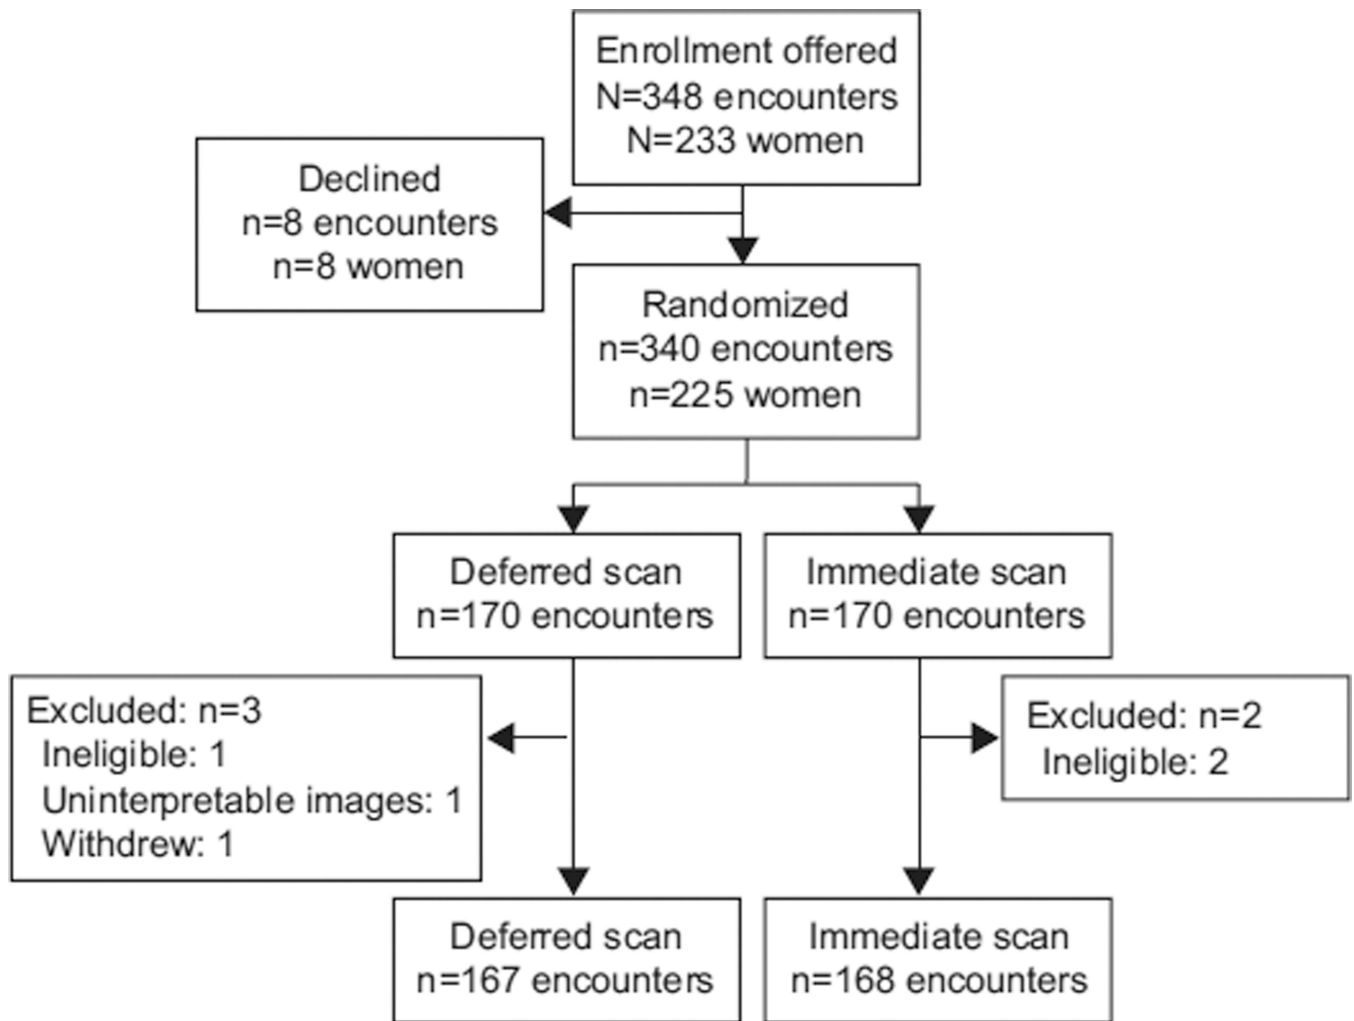 Enrollment offered
N=348 encounters
N=233 women
Declined
n=8 encounters
n=8 women
Randomized
n=340 encounters
n=225 women
Deferred scan
n=170 encounters
Immediate scan
n=170 encounters
Excluded: n=3
Ineligible: 1
Uninterpretable images: 1
Withdrew: 1
Excluded: n=2
Ineligible: 2
Deferred scan
n=167 encounters
Immediate scan
n=168 encounters